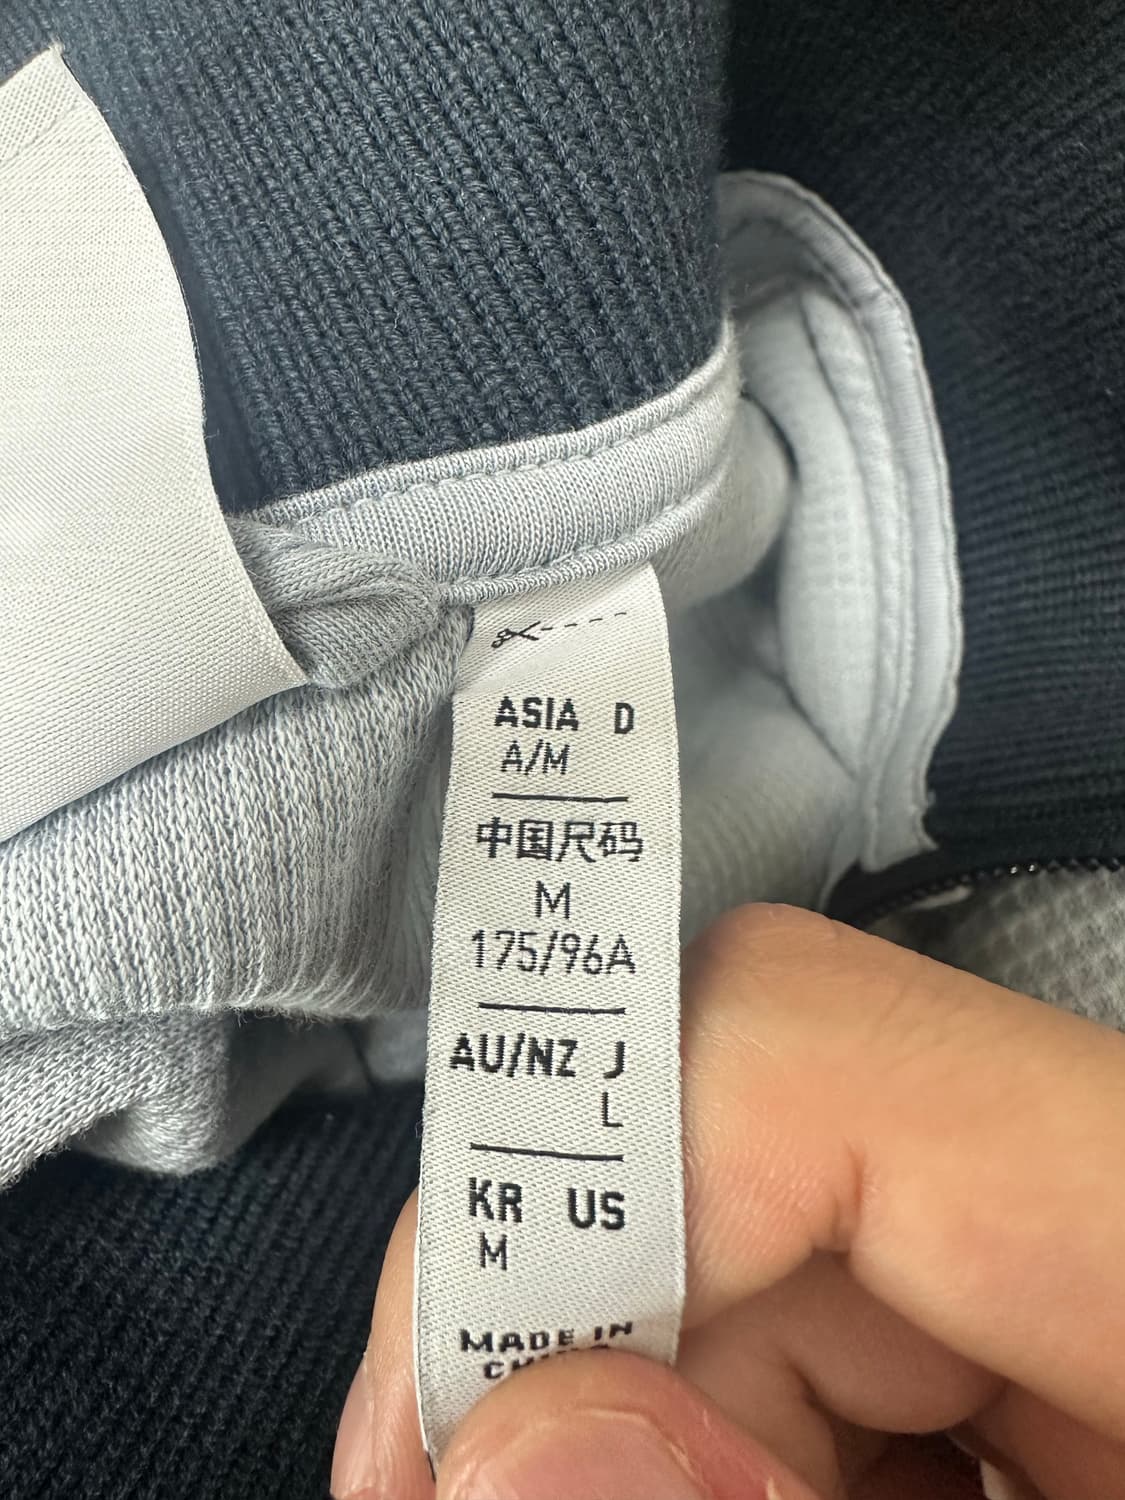 ASIA D
A/M
中国尺码
M
175/96A
AU/NZ J
L
KR US
M
MADE IN